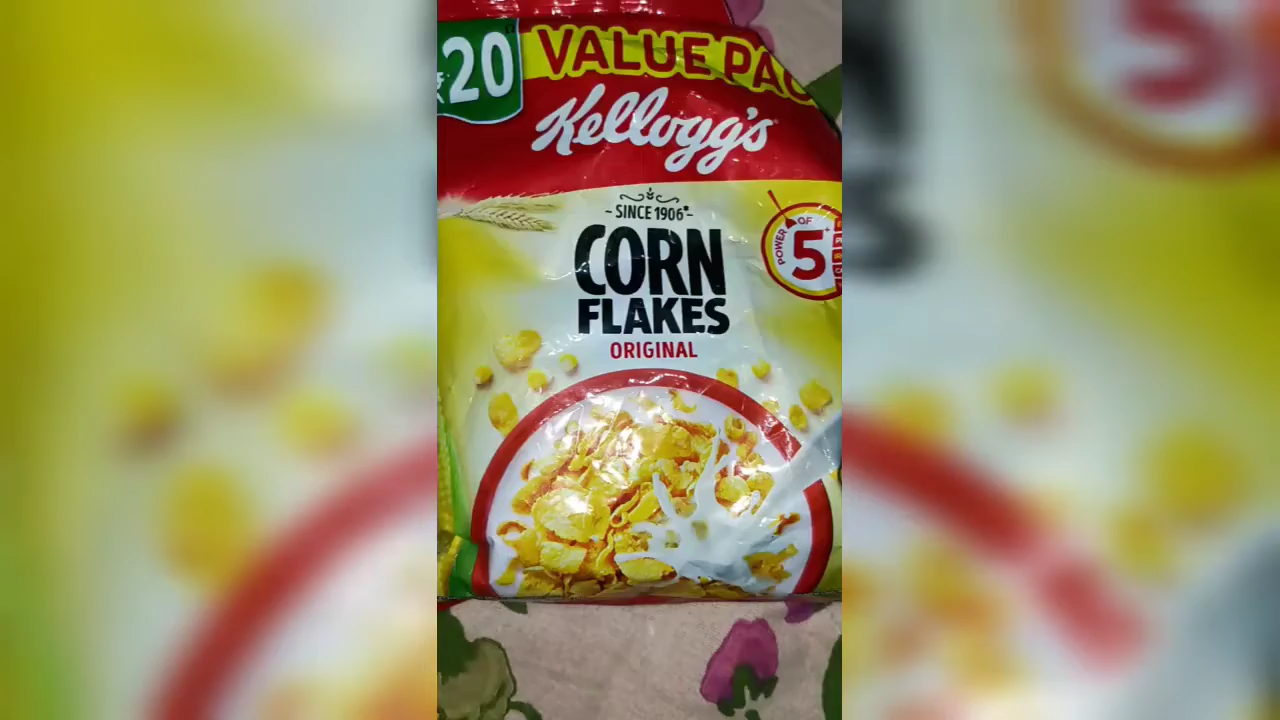 ₹20
VALUE PAC
Kellogg's
SINCE 1906*
CORN
FLAKES
ORIGINAL
POWER OF
5+